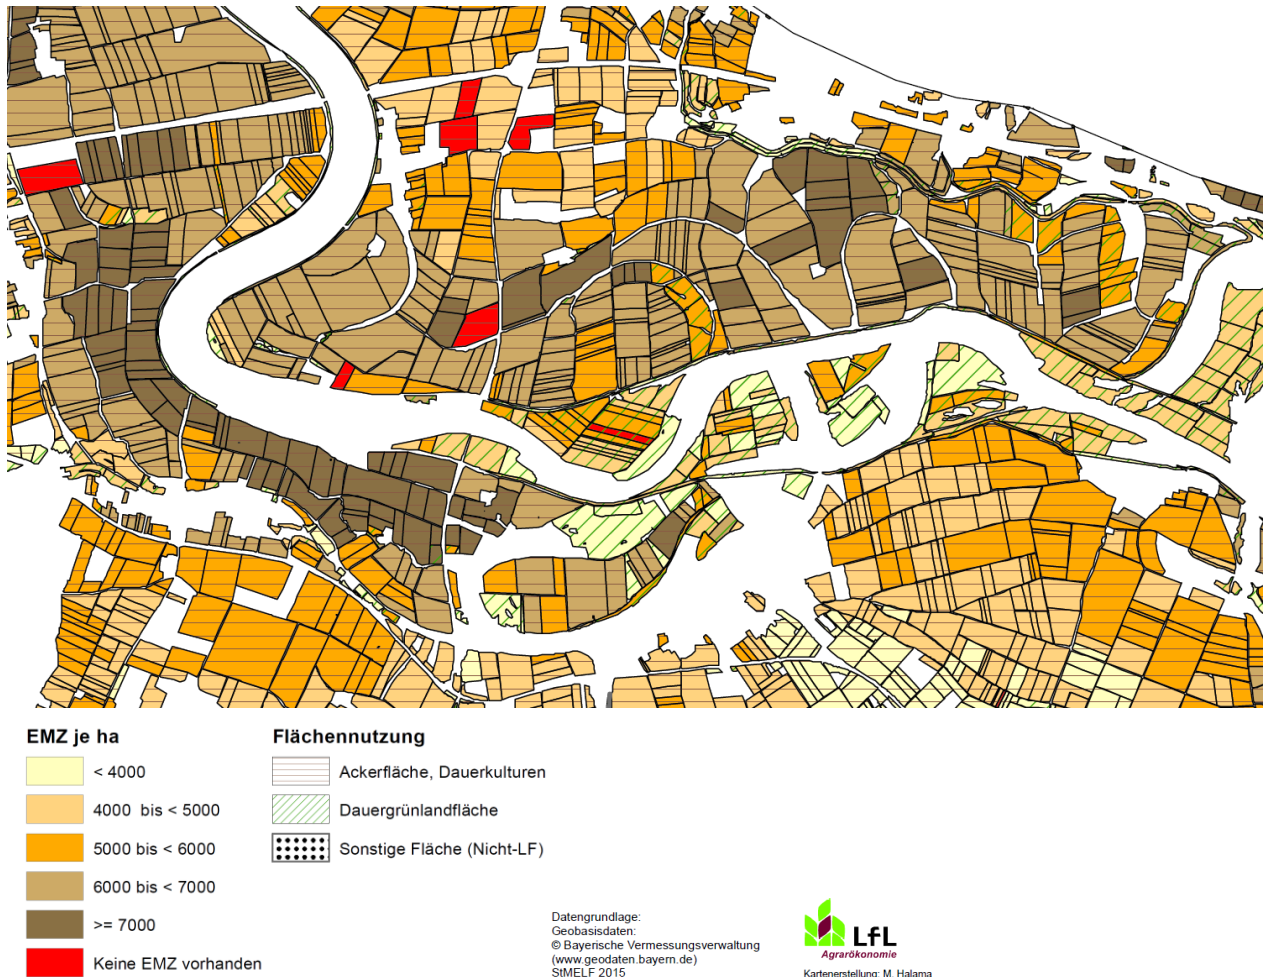 EMZ je ha
< 4000
4000 bis < 5000
5000 bis < 6000
6000 bis < 7000
>= 7000
Keine EMZ vorhanden
Flächennutzung
Ackerfläche, Dauerkulturen
Dauergrünlandfläche
Sonstige Fläche (Nicht-LF)
Datengrundlage:
Geobasisdaten:
© Bayerische Vermessungsverwaltung
(www.geodaten.bayern.de)
StMELF 2015
LfL
Agrarökonomie
Kartenerstellung: M. Halama